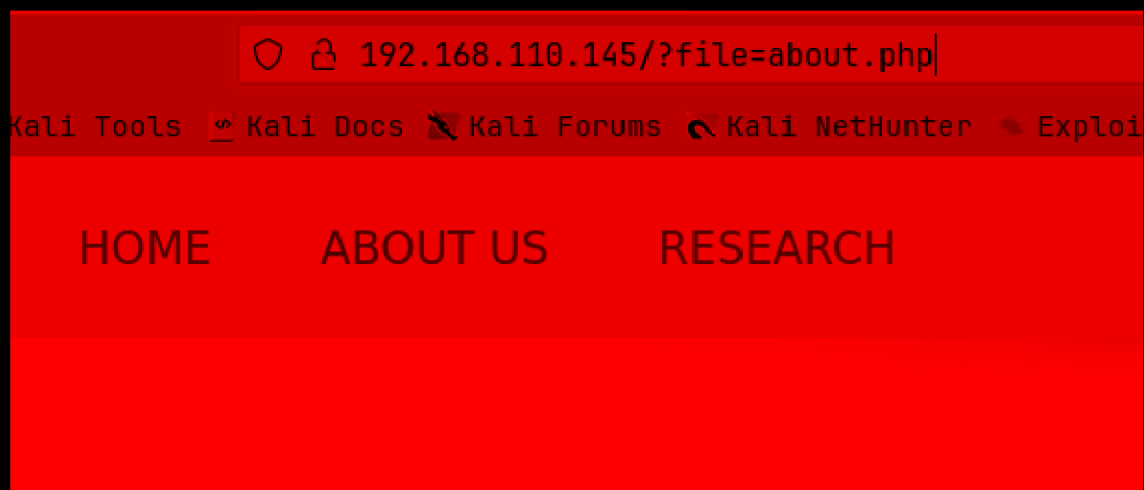 192.168.110.145/?file=about.php
Kali Tools Kali Docs Kali Forums Kali NetHunter Exploi
HOME ABOUT US RESEARCH